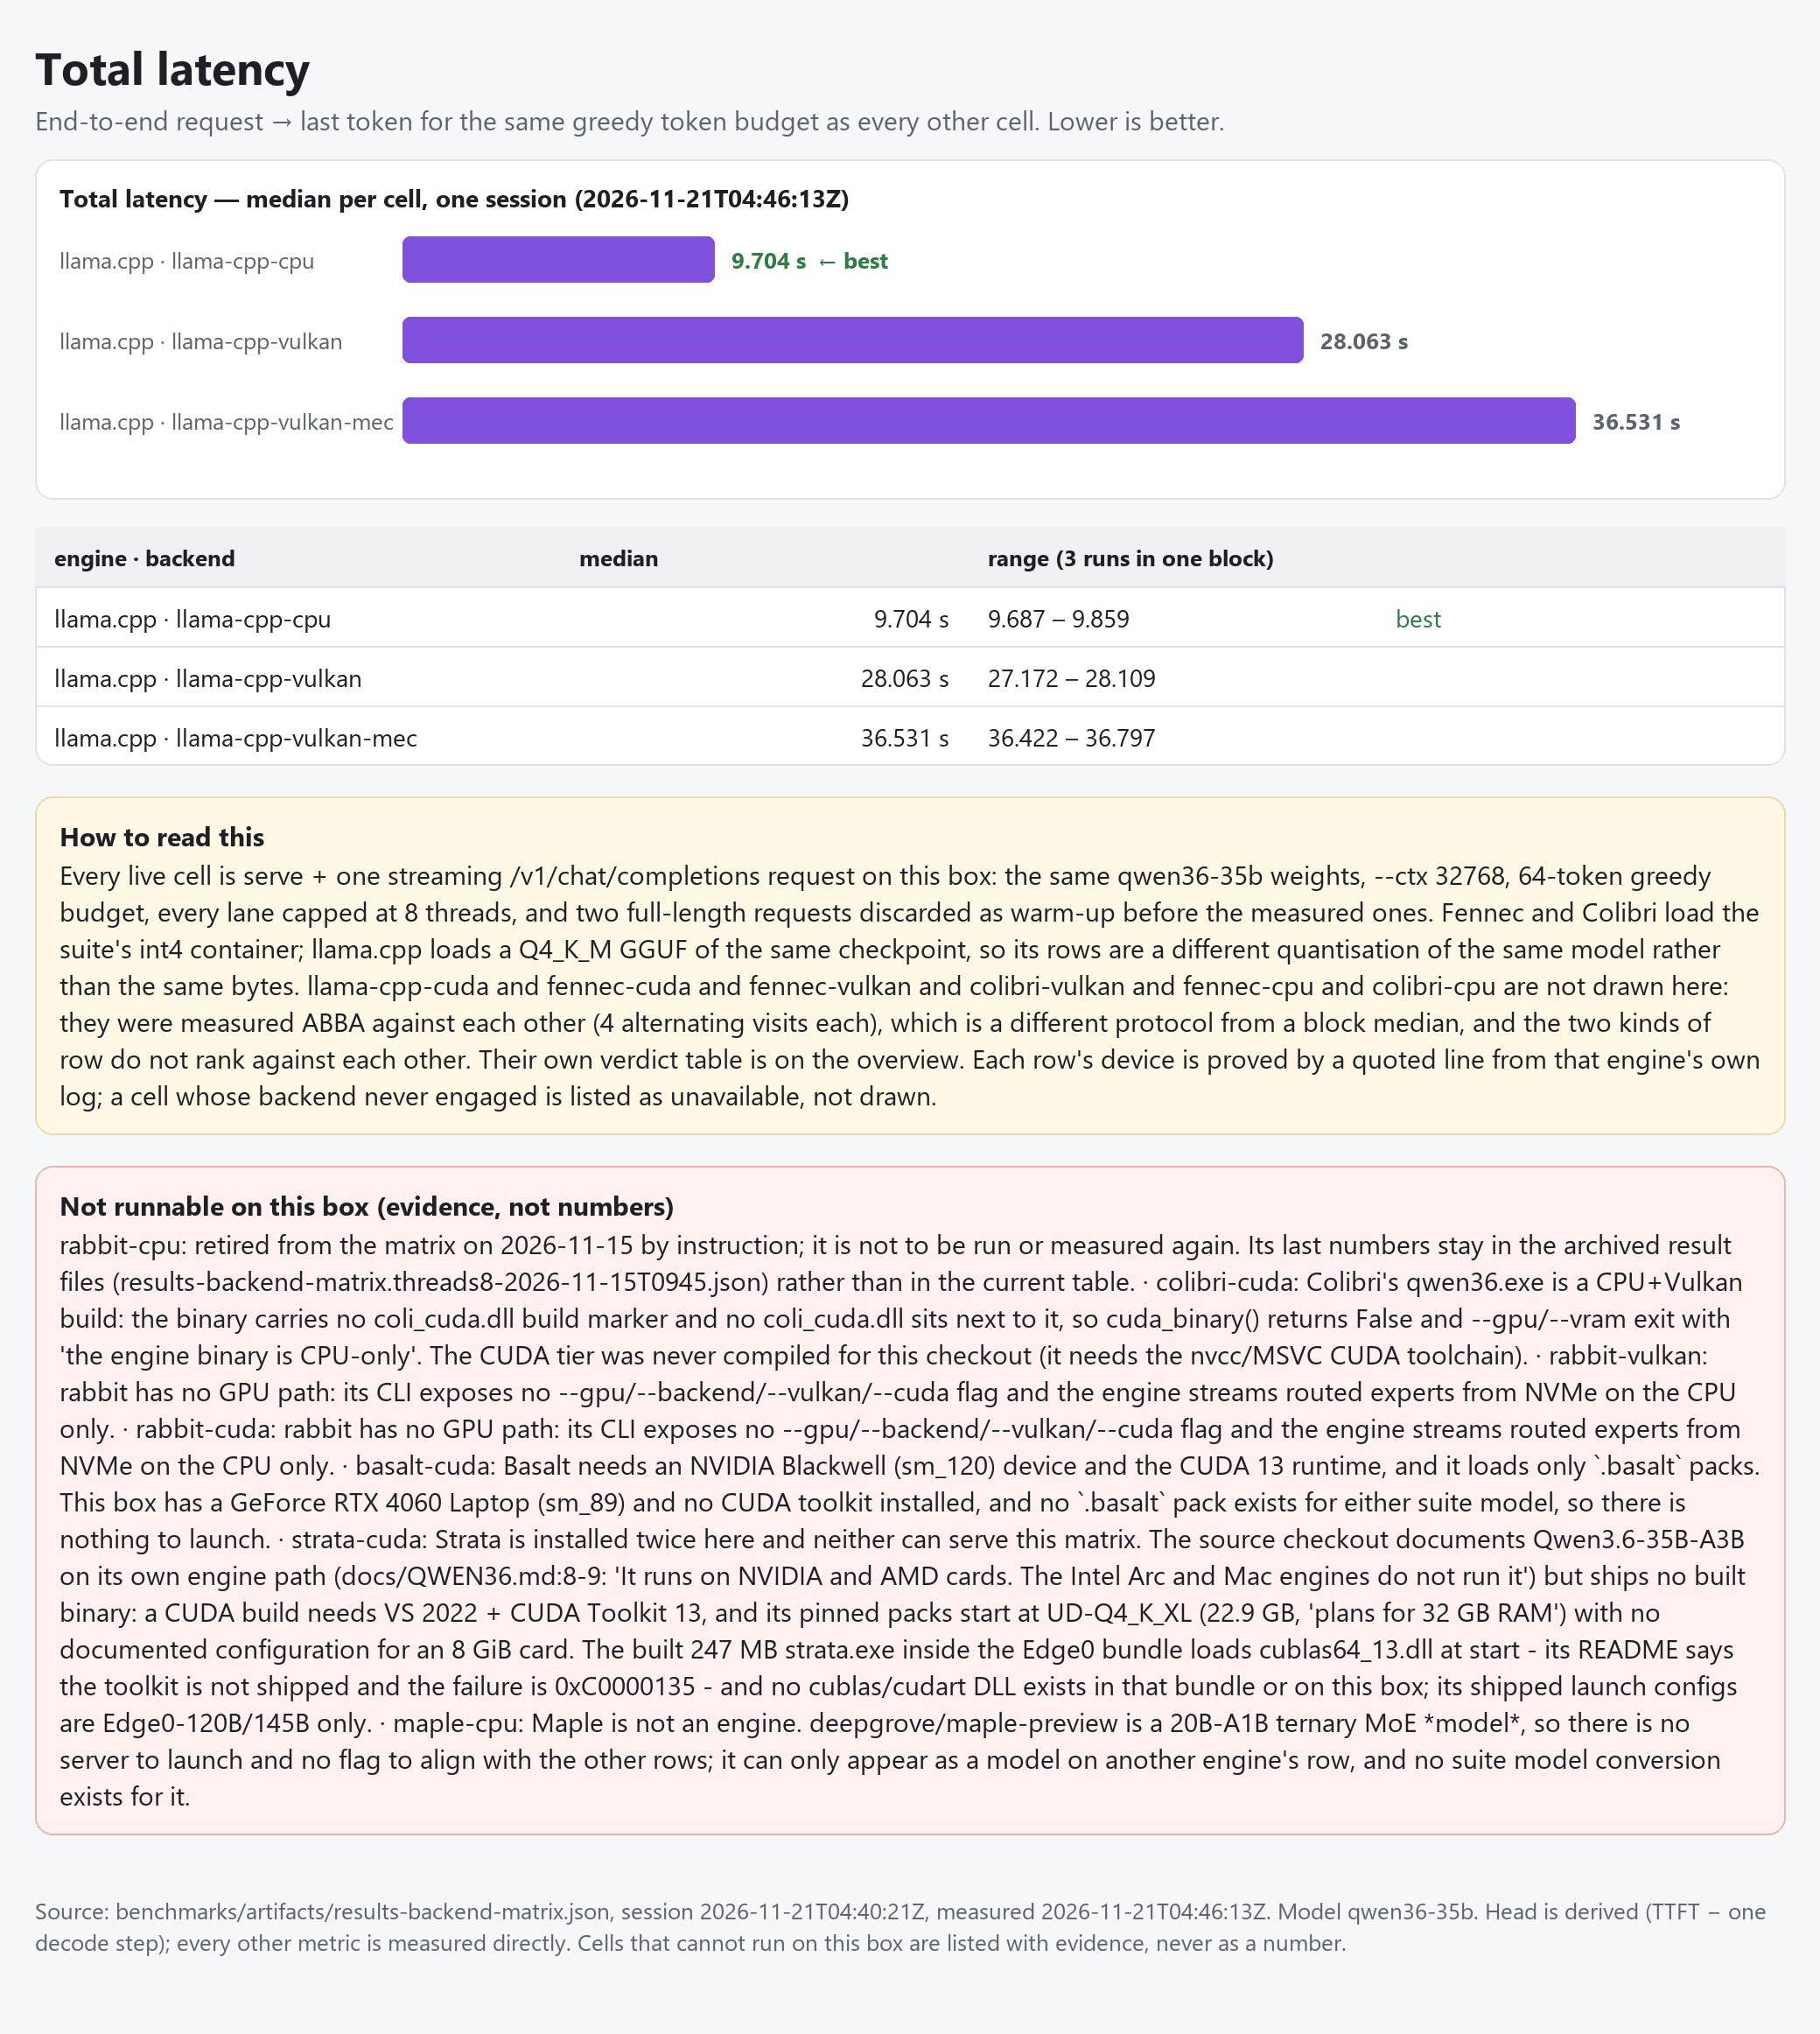 Total latency
End-to-end request → last token for the same greedy token budget as every other cell. Lower is better.
Total latency — median per cell, one session (2026-11-21T04:46:13Z)
llama.cpp · llama-cpp-cpu 9.704 s ← best
llama.cpp · llama-cpp-vulkan 28.063 s
llama.cpp · llama-cpp-vulkan-mec 36.531 s
engine · backend median range (3 runs in one block)
llama.cpp · llama-cpp-cpu 9.704 s 9.687 – 9.859 best
llama.cpp · llama-cpp-vulkan 28.063 s 27.172 – 28.109
llama.cpp · llama-cpp-vulkan-mec 36.531 s 36.422 – 36.797
How to read this
Every live cell is serve + one streaming /v1/chat/completions request on this box: the same qwen36-35b weights, --ctx 32768, 64-token greedy
budget, every lane capped at 8 threads, and two full-length requests discarded as warm-up before the measured ones. Fennec and Colibri load the
suite's int4 container; llama.cpp loads a Q4_K_M GGUF of the same checkpoint, so its rows are a different quantisation of the same model rather
than the same bytes. llama-cpp-cuda and fennec-cuda and fennec-vulkan and colibri-vulkan and fennec-cpu and colibri-cpu are not drawn here:
they were measured ABBA against each other (4 alternating visits each), which is a different protocol from a block median, and the two kinds of
row do not rank against each other. Their own verdict table is on the overview. Each row's device is proved by a quoted line from that engine's own
log; a cell whose backend never engaged is listed as unavailable, not drawn.
Not runnable on this box (evidence, not numbers)
rabbit-cpu: retired from the matrix on 2026-11-15 by instruction; it is not to be run or measured again. Its last numbers stay in the archived result
files (results-backend-matrix.threads8-2026-11-15T0945.json) rather than in the current table. · colibri-cuda: Colibri's qwen36.exe is a CPU+Vulkan
build: the binary carries no coli_cuda.dll build marker and no coli_cuda.dll sits next to it, so cuda_binary() returns False and --gpu/--vram exit with
'the engine binary is CPU-only'. The CUDA tier was never compiled for this checkout (it needs the nvcc/MSVC CUDA toolchain). · rabbit-vulkan:
rabbit has no GPU path: its CLI exposes no --gpu/--backend/--vulkan/--cuda flag and the engine streams routed experts from NVMe on the CPU
only. · rabbit-cuda: rabbit has no GPU path: its CLI exposes no --gpu/--backend/--vulkan/--cuda flag and the engine streams routed experts from
NVMe on the CPU only. · basalt-cuda: Basalt needs an NVIDIA Blackwell (sm_120) device and the CUDA 13 runtime, and it loads only `.basalt` packs.
This box has a GeForce RTX 4060 Laptop (sm_89) and no CUDA toolkit installed, and no `.basalt` pack exists for either suite model, so there is
nothing to launch. · strata-cuda: Strata is installed twice here and neither can serve this matrix. The source checkout documents Qwen3.6-35B-A3B
on its own engine path (docs/QWEN36.md:8-9: 'It runs on NVIDIA and AMD cards. The Intel Arc and Mac engines do not run it') but ships no built
binary: a CUDA build needs VS 2022 + CUDA Toolkit 13, and its pinned packs start at UD-Q4_K_XL (22.9 GB, 'plans for 32 GB RAM') with no
documented configuration for an 8 GiB card. The built 247 MB strata.exe inside the Edge0 bundle loads cublas64_13.dll at start - its README says
the toolkit is not shipped and the failure is 0xC0000135 - and no cublas/cudart DLL exists in that bundle or on this box; its shipped launch configs
are Edge0-120B/145B only. · maple-cpu: Maple is not an engine. deepgrove/maple-preview is a 20B-A1B ternary MoE *model*, so there is no
server to launch and no flag to align with the other rows; it can only appear as a model on another engine's row, and no suite model conversion
exists for it.
Source: benchmarks/artifacts/results-backend-matrix.json, session 2026-11-21T04:40:21Z, measured 2026-11-21T04:46:13Z. Model qwen36-35b. Head is derived (TTFT − one
decode step); every other metric is measured directly. Cells that cannot run on this box are listed with evidence, never as a number.